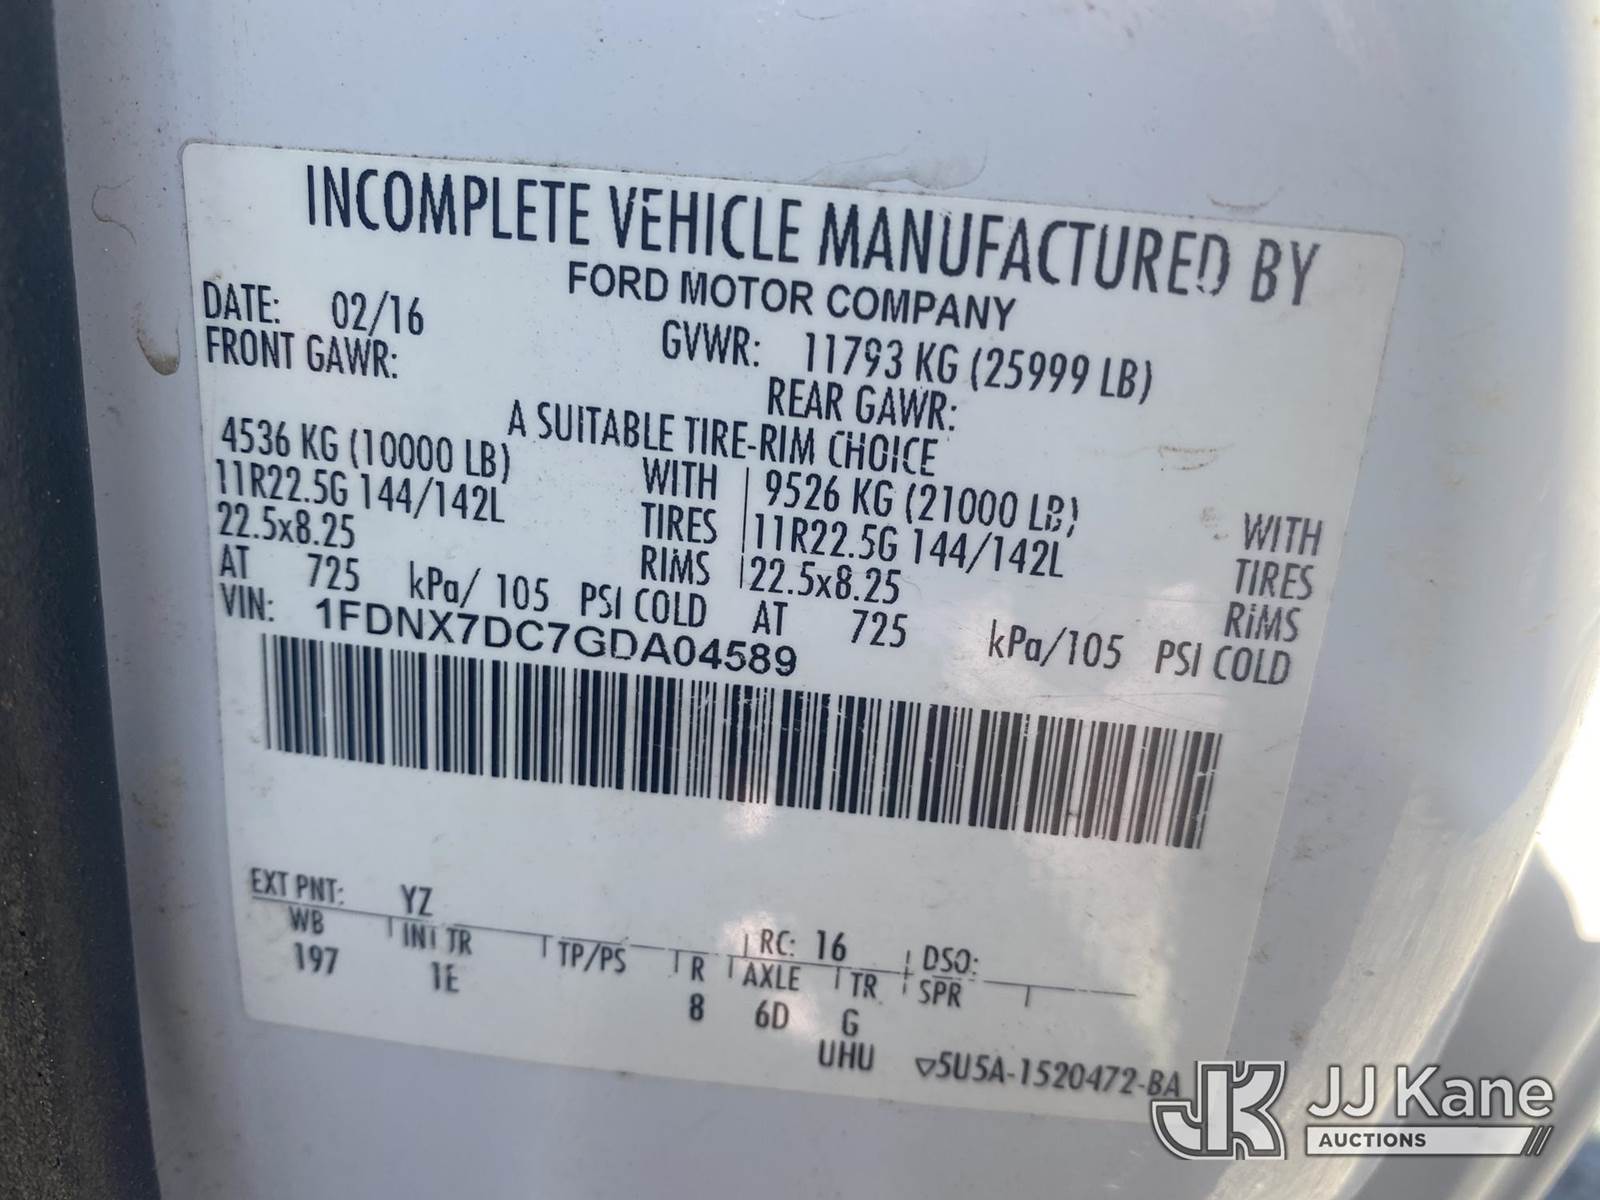 INCOMPLETE VEHICLE MANUFACTURED BY
FORD MOTOR COMPANY
DATE: 02/16 GVWR: 11793 KG (25999 LB)
FRONT GAWR: REAR GAWR:
A SUITABLE TIRE-RIM CHOICE
4536 KG (10000 LB) WITH 9526 KG (21000 LB) WITH
11R22.5G 144/142L TIRES 11R22.5G 144/142L TIRES
22.5x8.25 RIMS 22.5x8.25 RIMS
AT 725 kPa/ 105 PSI COLD AT 725 kPa/105 PSI COLD
VIN: 1FDNX7DC7GDA04589
EXT PNT: YZ RC: 16 DSO:
WB INT TR TP/PS R AXLE TR SPR
197 1E 8 6D G
UHU ▽5U5A-1520472-BA
JJ Kane
AUCTIONS